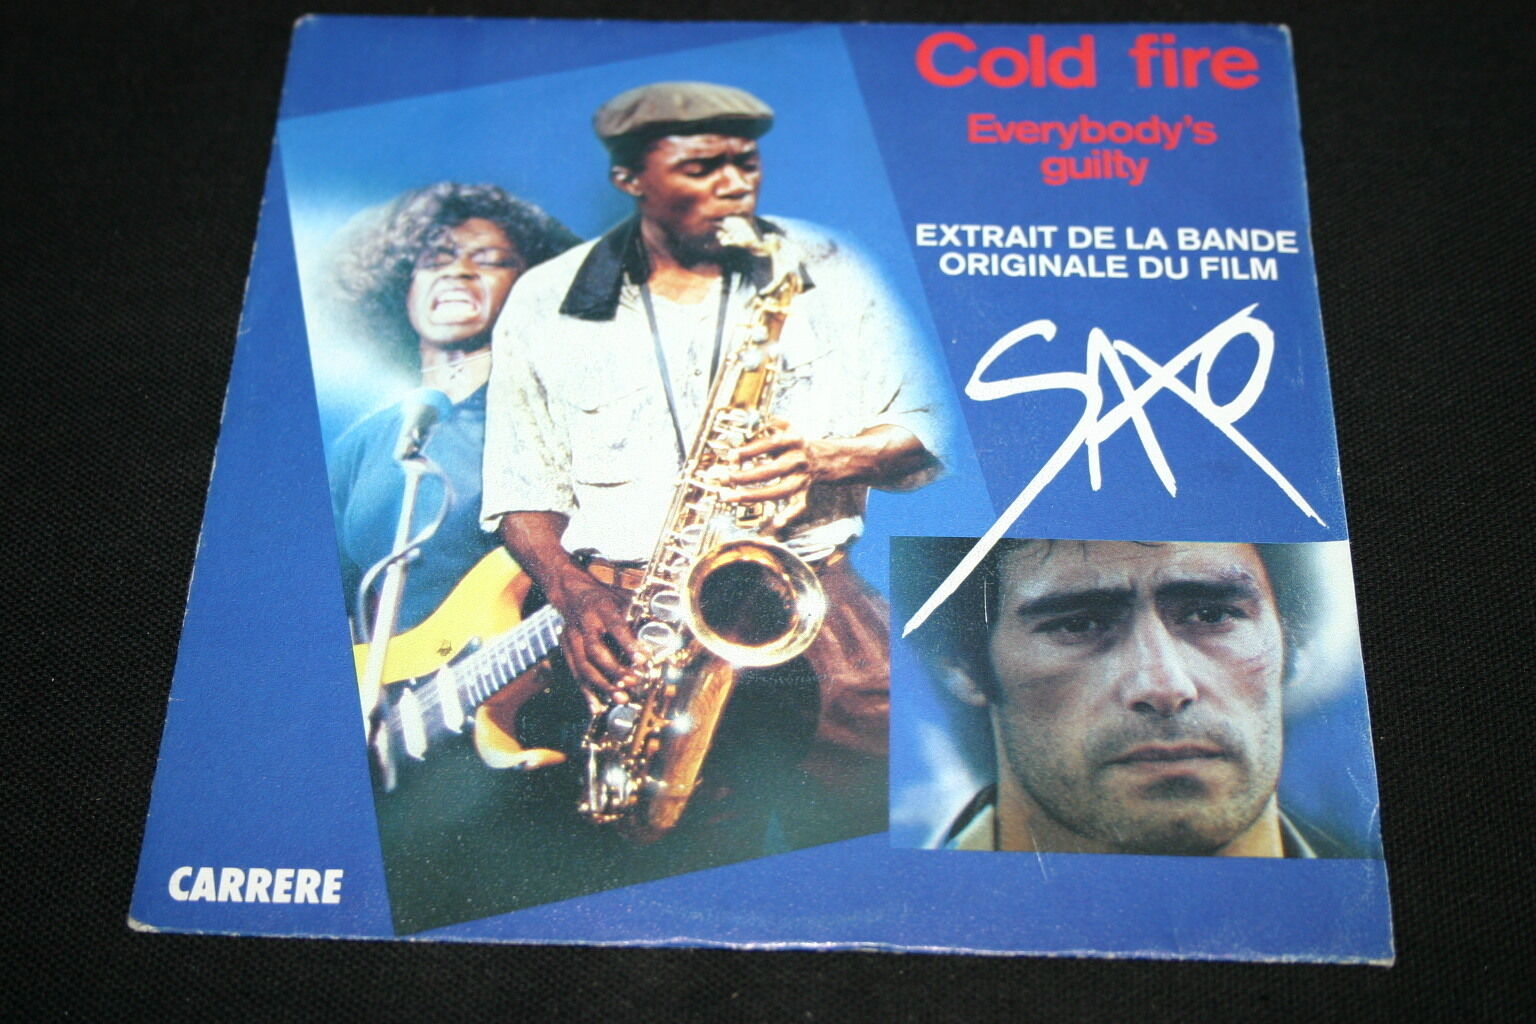 Cold fire
Everybody's
guilty
EXTRAIT DE LA BANDE
ORIGINALE DU FILM
SAXO
CARRERE